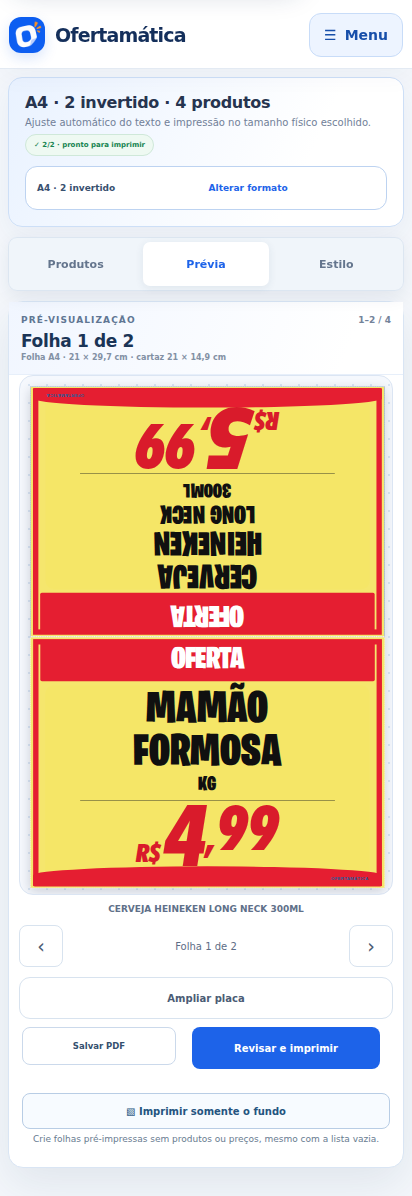 Ofertamática
☰ Menu
A4 · 2 invertido · 4 produtos
Ajuste automático do texto e impressão no tamanho físico escolhido.
✓ 2/2 · pronto para imprimir
A4 · 2 invertido
Alterar formato
Produtos
Prévia
Estilo
PRÉ-VISUALIZAÇÃO
1–2 / 4
Folha 1 de 2
Folha A4 · 21 × 29,7 cm · cartaz 21 × 14,9 cm
OFERTA
CERVEJA
HEINEKEN
LONG NECK
300ML
R$ 5,99
OFERTA
MAMÃO
FORMOSA
KG
R$ 4,99
CERVEJA HEINEKEN LONG NECK 300ML
‹
Folha 1 de 2
›
Ampliar placa
Salvar PDF
Revisar e imprimir
▧ Imprimir somente o fundo
Crie folhas pré-impressas sem produtos ou preços, mesmo com a lista vazia.